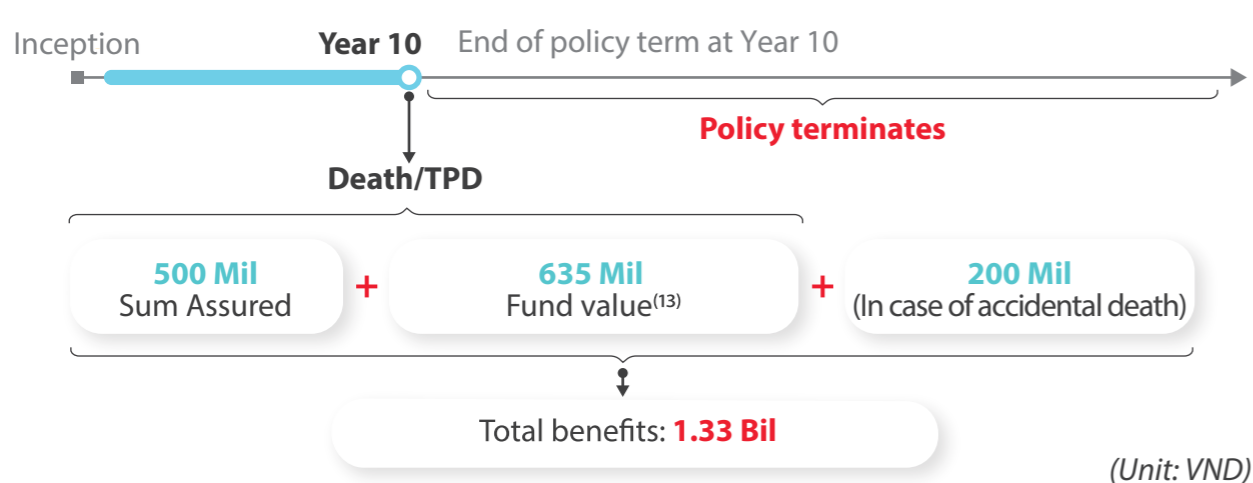 Inception
Year 10
End of policy term at Year 10
Policy terminates
Death/TPD
500 Mil
Sum Assured
+
635 Mil
Fund value(13)
+
200 Mil
(In case of accidental death)
Total benefits: 1.33 Bil
(Unit: VND)